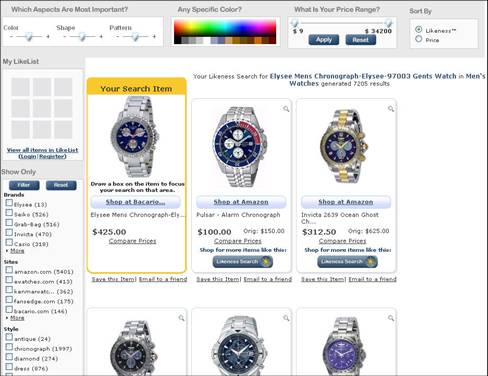 Which Aspects Are Most Important?
Color
Shape
Pattern
Any Specific Color?
What Is Your Price Range?
$ 9
$ 34200
Apply
Reset
Sort By
Likeness™
Price
My LikeList
View all items in LikeList
(Login|Register)
Show Only
Filter
Reset
Brands
Elysee (13)
Seiko (526)
Grab-Bag (516)
Invicta (470)
Casio (318)
More
Sites
amazon.com (5401)
ewatches.com (413)
kenmarwatc... (362)
fansedge.com (175)
bacario.com (146)
More
Style
antique (24)
chronograph (1997)
diamond (274)
dress (876)
Your Likeness Search for Elysee Mens Chronograph-Elysee-97003 Gents Watch in Men's
Watches generated 7205 results
Your Search Item
Draw a box on the item to focus
your search on that area.
Shop at Bacario...
Elysee Mens Chronograph-Ely...
$425.00
Compare Prices
Save this Item| Email to a friend
Shop at Amazon
Pulsar - Alarm Chronograph
$100.00
Orig: $150.00
Compare Prices
Shop for more items like this:
Likeness Search
Save this Item| Email to a friend
Shop at Amazon
Invicta 2639 Ocean Ghost
Ch...
$312.50
Orig: $625.00
Compare Prices
Shop for more items like this:
Likeness Search
Save this Item| Email to a friend